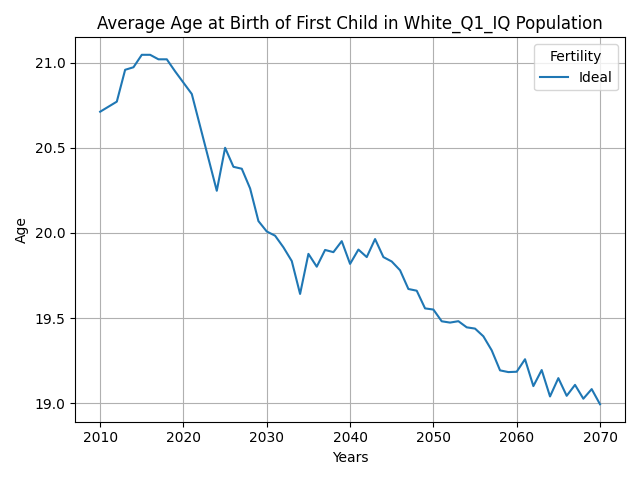 Average Age at Birth of First Child in White_Q1_IQ Population
Fertility
Ideal
21.0
20.5
20.0
19.5
19.0
Age
2010 2020 2030 2040 2050 2060 2070
Years